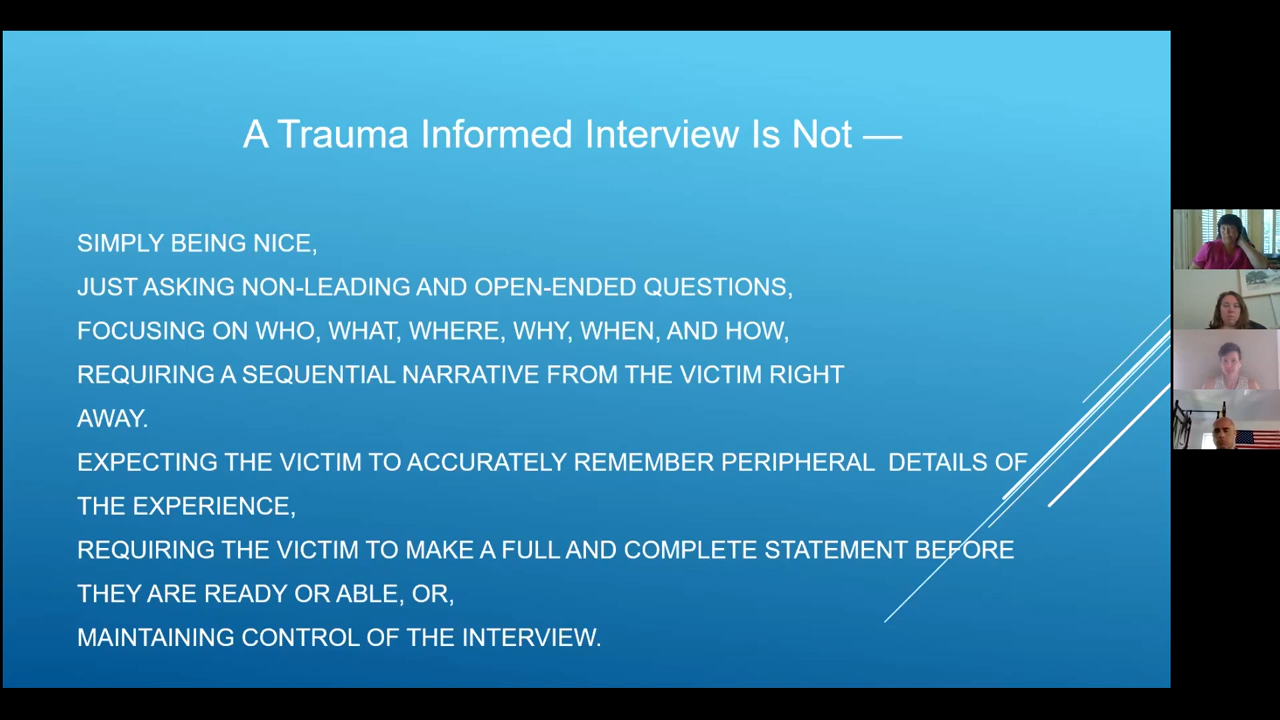 A Trauma Informed Interview Is Not —
SIMPLY BEING NICE,
JUST ASKING NON-LEADING AND OPEN-ENDED QUESTIONS,
FOCUSING ON WHO, WHAT, WHERE, WHY, WHEN, AND HOW,
REQUIRING A SEQUENTIAL NARRATIVE FROM THE VICTIM RIGHT
AWAY.
EXPECTING THE VICTIM TO ACCURATELY REMEMBER PERIPHERAL  DETAILS OF
THE EXPERIENCE,
REQUIRING THE VICTIM TO MAKE A FULL AND COMPLETE STATEMENT BEFORE
THEY ARE READY OR ABLE, OR,
MAINTAINING CONTROL OF THE INTERVIEW.